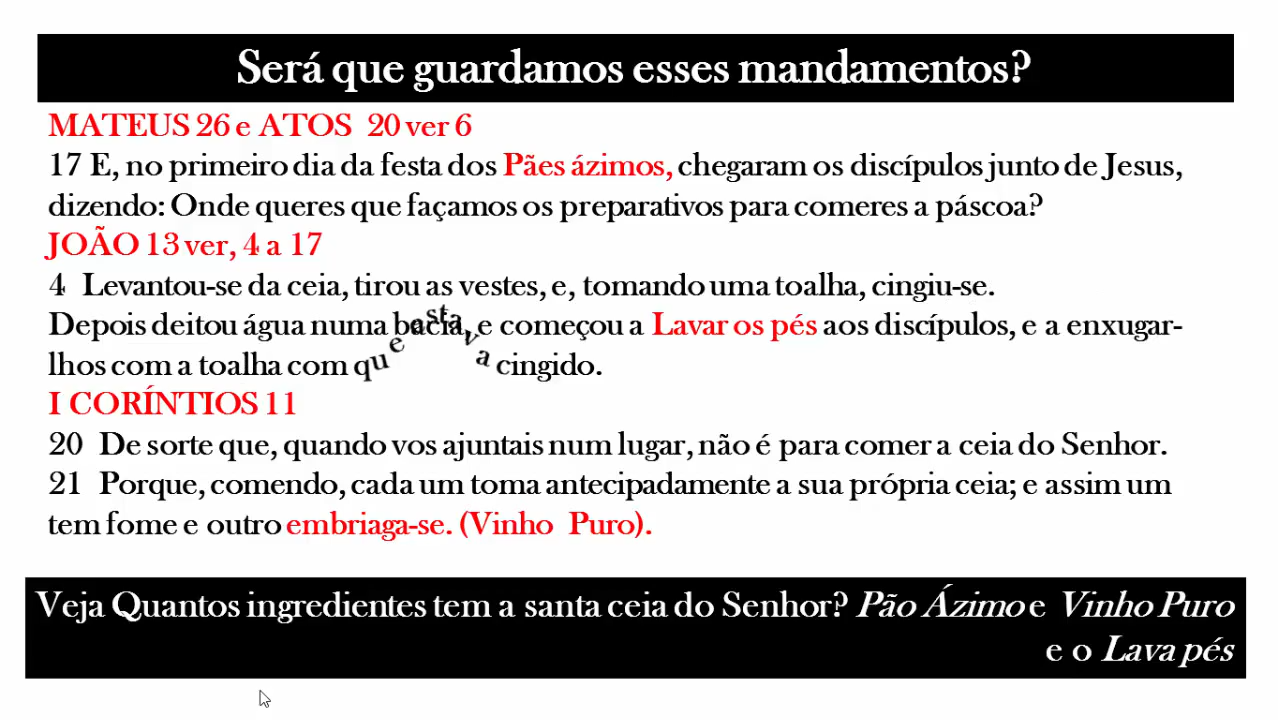 Será que guardamos esses mandamentos?
MATEUS 26 e ATOS 20 ver 6
17 E, no primeiro dia da festa dos Pães ázimos, chegaram os discípulos junto de Jesus,
dizendo: Onde queres que façamos os preparativos para comeres a páscoa?
JOÃO 13 ver, 4 a 17
4 Levantou-se da ceia, tirou as vestes, e, tomando uma toalha, cingiu-se.
Depois deitou água numa bacia, e começou a Lavar os pés aos discípulos, e a enxugar-
lhos com a toalha com que estava cingido.
I CORÍNTIOS 11
20 De sorte que, quando vos ajuntais num lugar, não é para comer a ceia do Senhor.
21 Porque, comendo, cada um toma antecipadamente a sua própria ceia; e assim um
tem fome e outro embriaga-se. (Vinho Puro).
Veja Quantos ingredientes tem a santa ceia do Senhor? Pão Ázimo e Vinho Puro
e o Lava pés